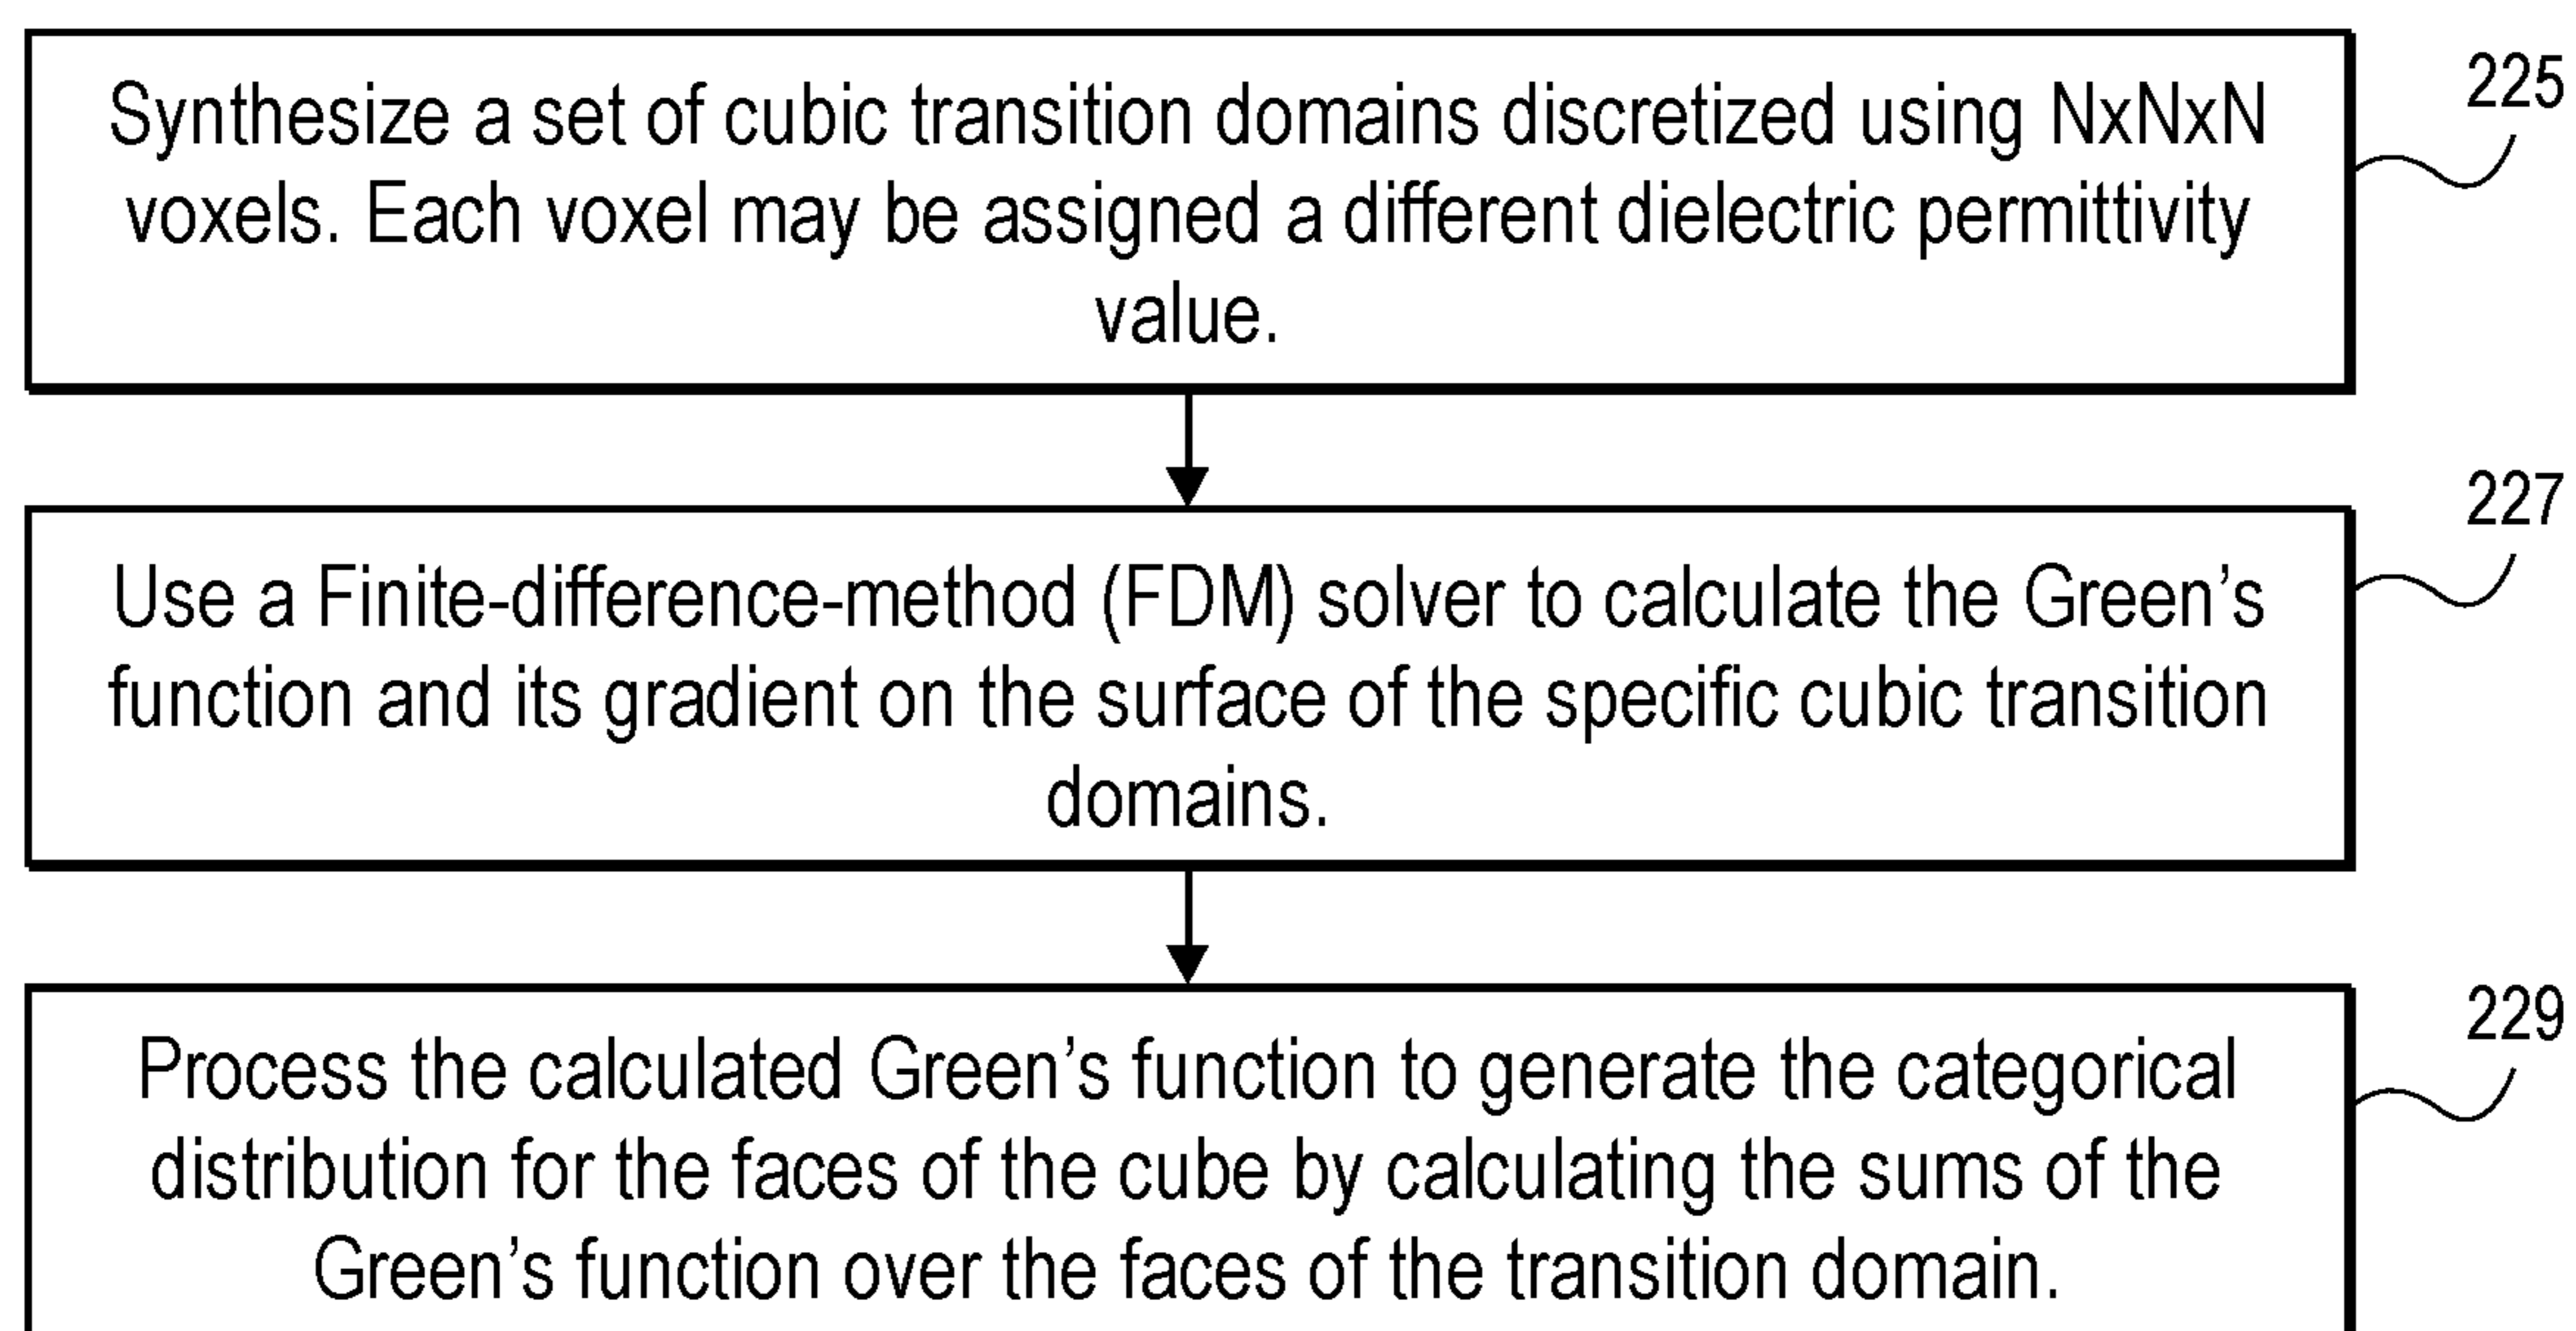 Synthesize a set of cubic transition domains discretized using NxNxN
voxels. Each voxel may be assigned a different dielectric permittivity
value.
225
Use a Finite-difference-method (FDM) solver to calculate the Green’s
function and its gradient on the surface of the specific cubic transition
domains.
227
Process the calculated Green’s function to generate the categorical
distribution for the faces of the cube by calculating the sums of the
Green’s function over the faces of the transition domain.
229